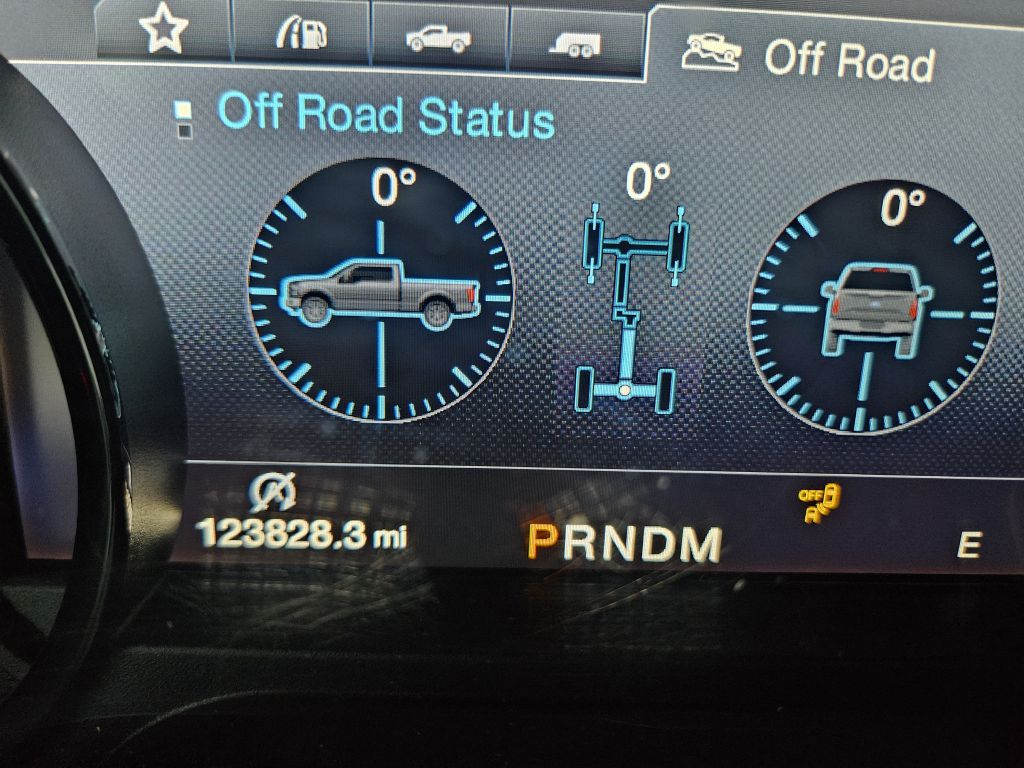 Off Road
Off Road Status
0°
0°
0°
OFF
123828.3 mi
PRNDM
E